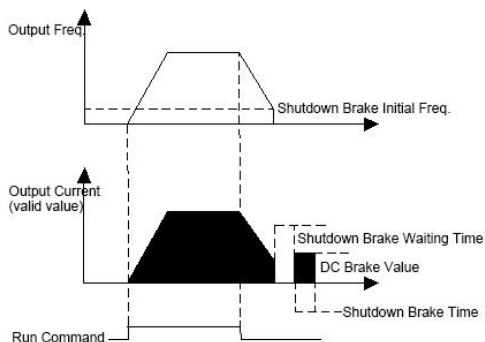 Output Freq.
Shutdown Brake Initial Freq.
Output Current
(valid value)
Shutdown Brake Waiting Time
DC Brake Value
Shutdown Brake Time
Run Command